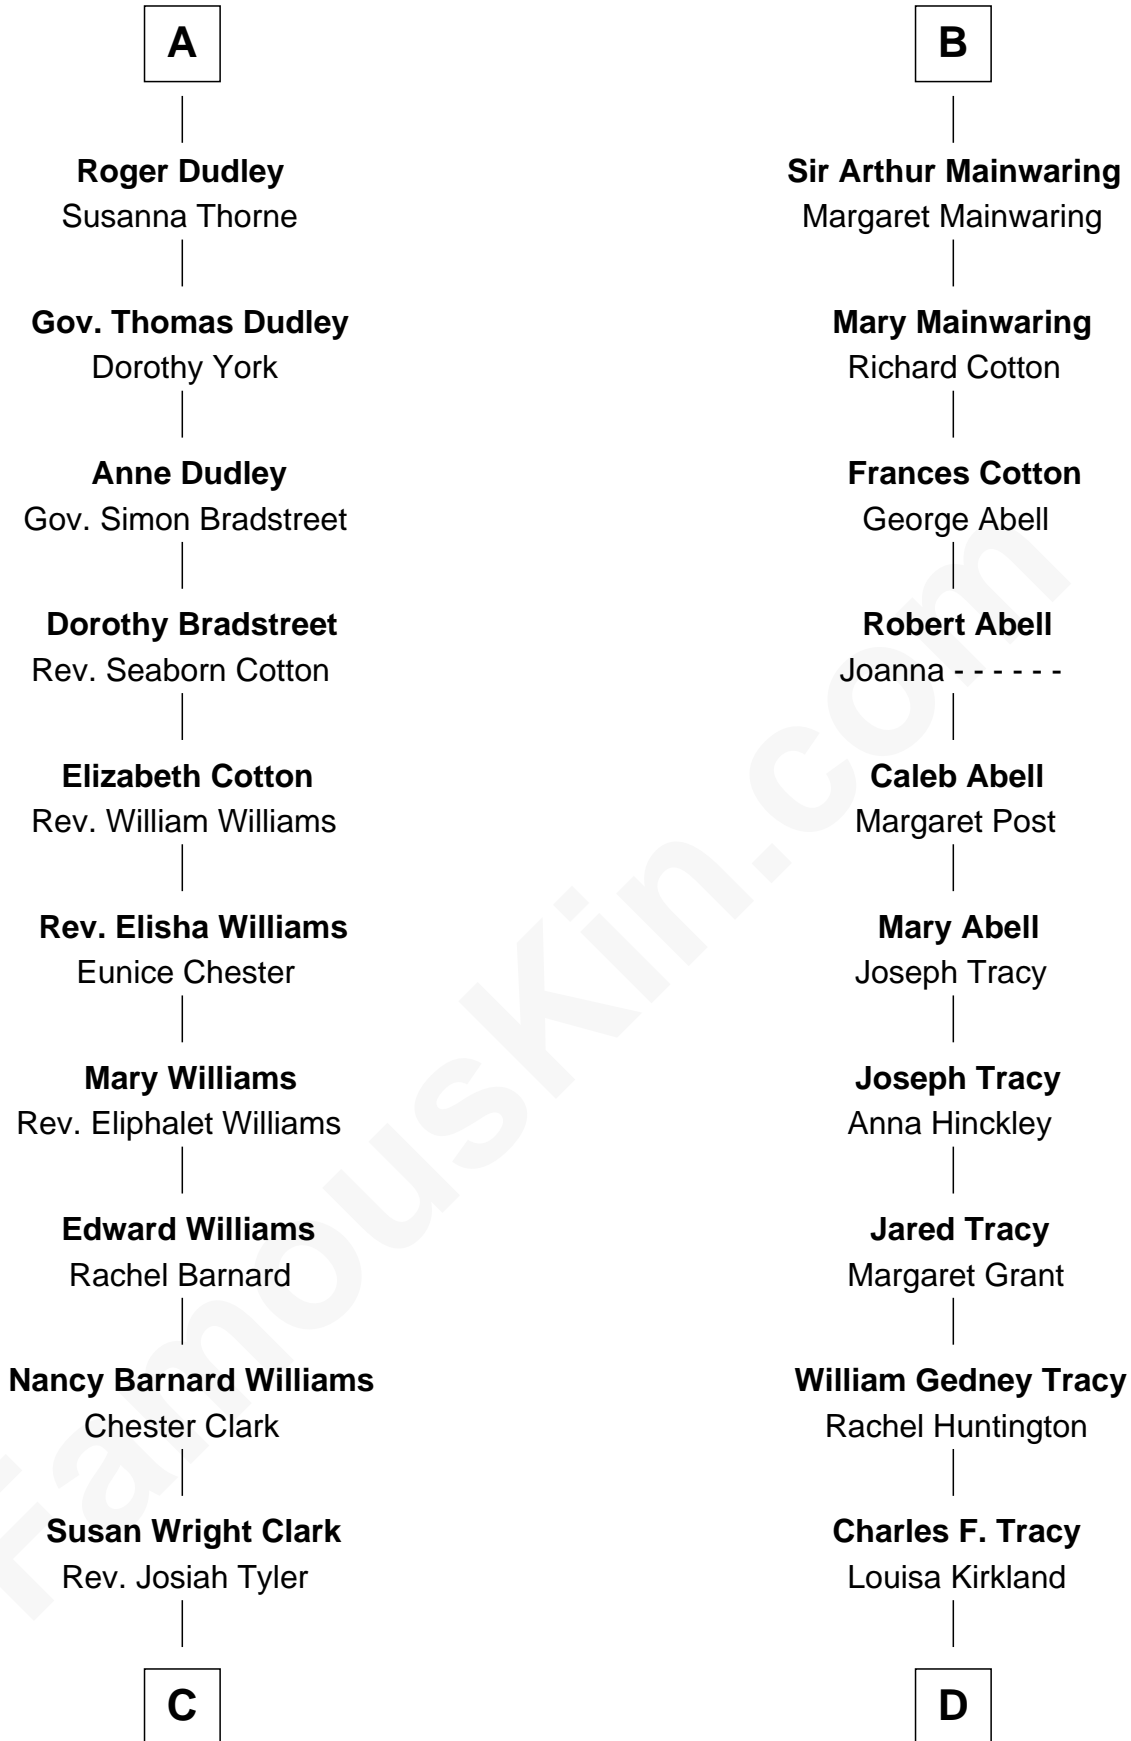 A
Roger Dudley
Susanna Thorne
Gov. Thomas Dudley
Dorothy York
Anne Dudley
Gov. Simon Bradstreet
Dorothy Bradstreet
Rev. Seaborn Cotton
Elizabeth Cotton
Rev. William Williams
Rev. Elisha Williams
Eunice Chester
Mary Williams
Rev. Eliphalet Williams
Edward Williams
Rachel Barnard
Nancy Barnard Williams
Chester Clark
Susan Wright Clark
Rev. Josiah Tyler
C
B
Sir Arthur Mainwaring
Margaret Mainwaring
Mary Mainwaring
Richard Cotton
Frances Cotton
George Abell
Robert Abell
Joanna - - - - - -
Caleb Abell
Margaret Post
Mary Abell
Joseph Tracy
Joseph Tracy
Anna Hinckley
Jared Tracy
Margaret Grant
William Gedney Tracy
Rachel Huntington
Charles F. Tracy
Louisa Kirkland
D
FamousKin.com